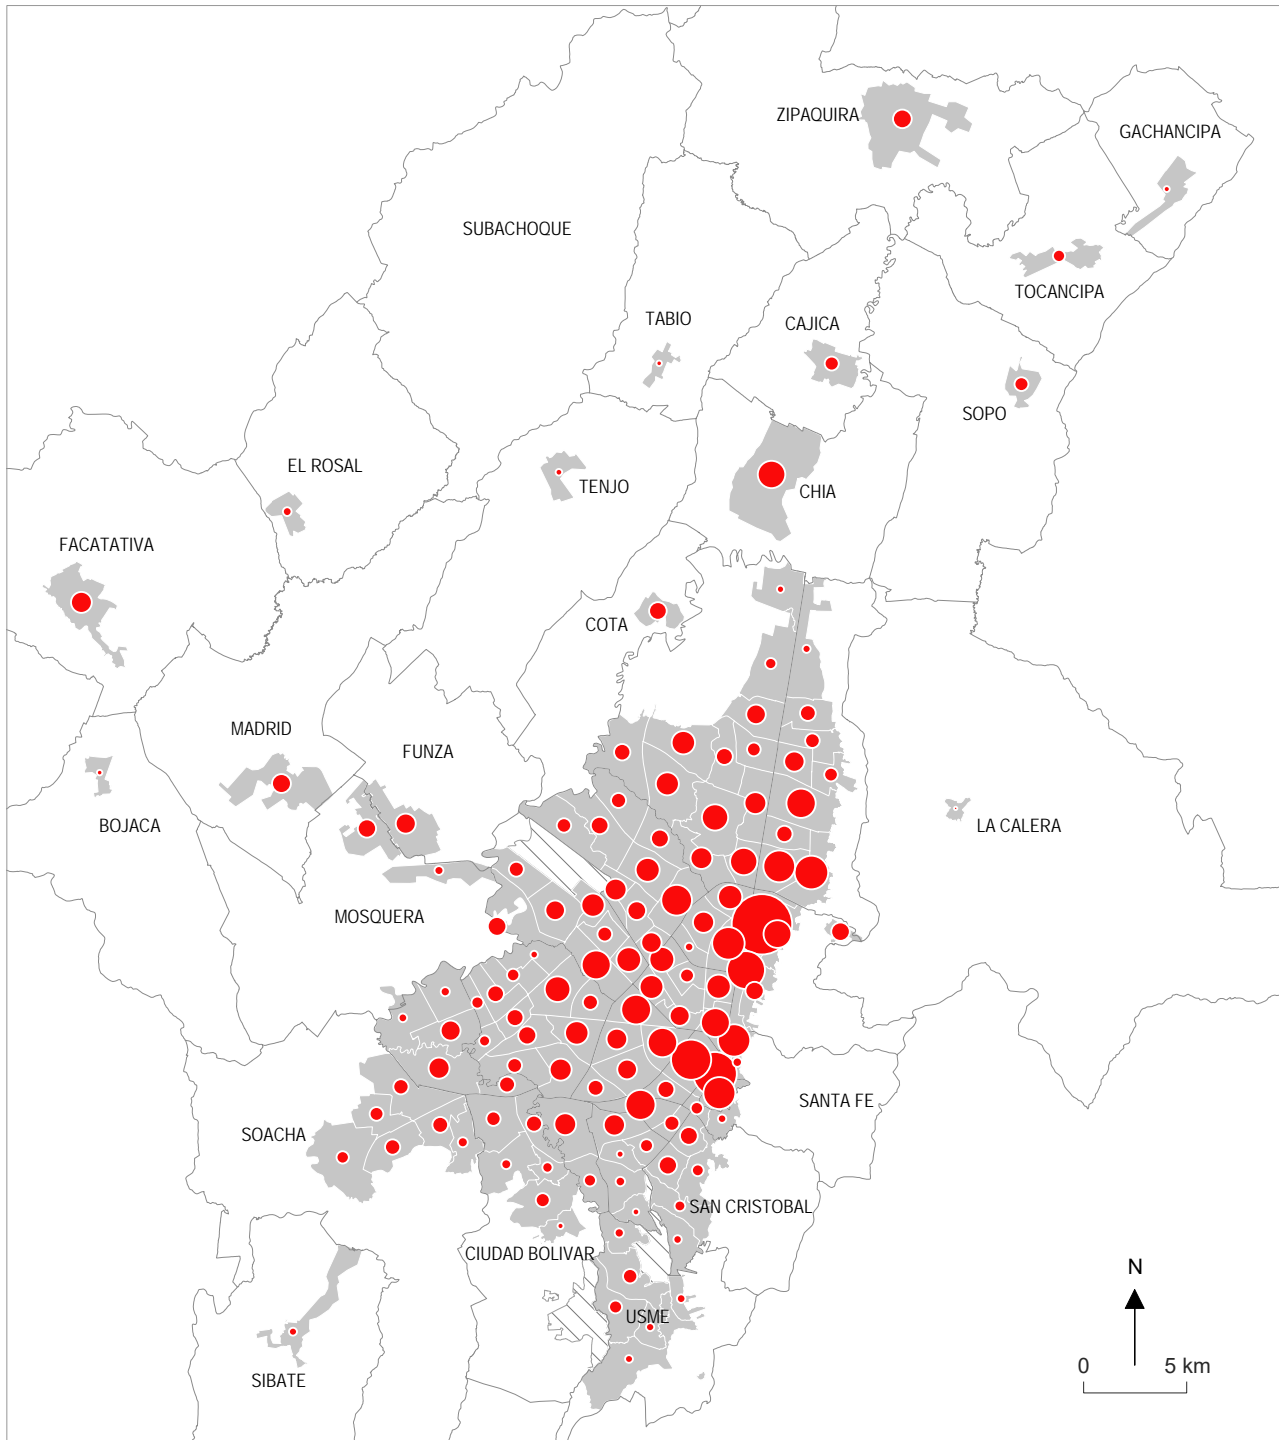 ZIPAQUIRA
GACHANCIPA
SUBACHOQUE
TOCANCIPA
TABIO
CAJICA
SOPO
EL ROSAL
TENJO
CHIA
FACATATIVA
COTA
MADRID
FUNZA
BOJACA
LA CALERA
MOSQUERA
SANTA FE
SOACHA
SAN CRISTOBAL
CIUDAD BOLIVAR
N
USME
0 5 km
SIBATE